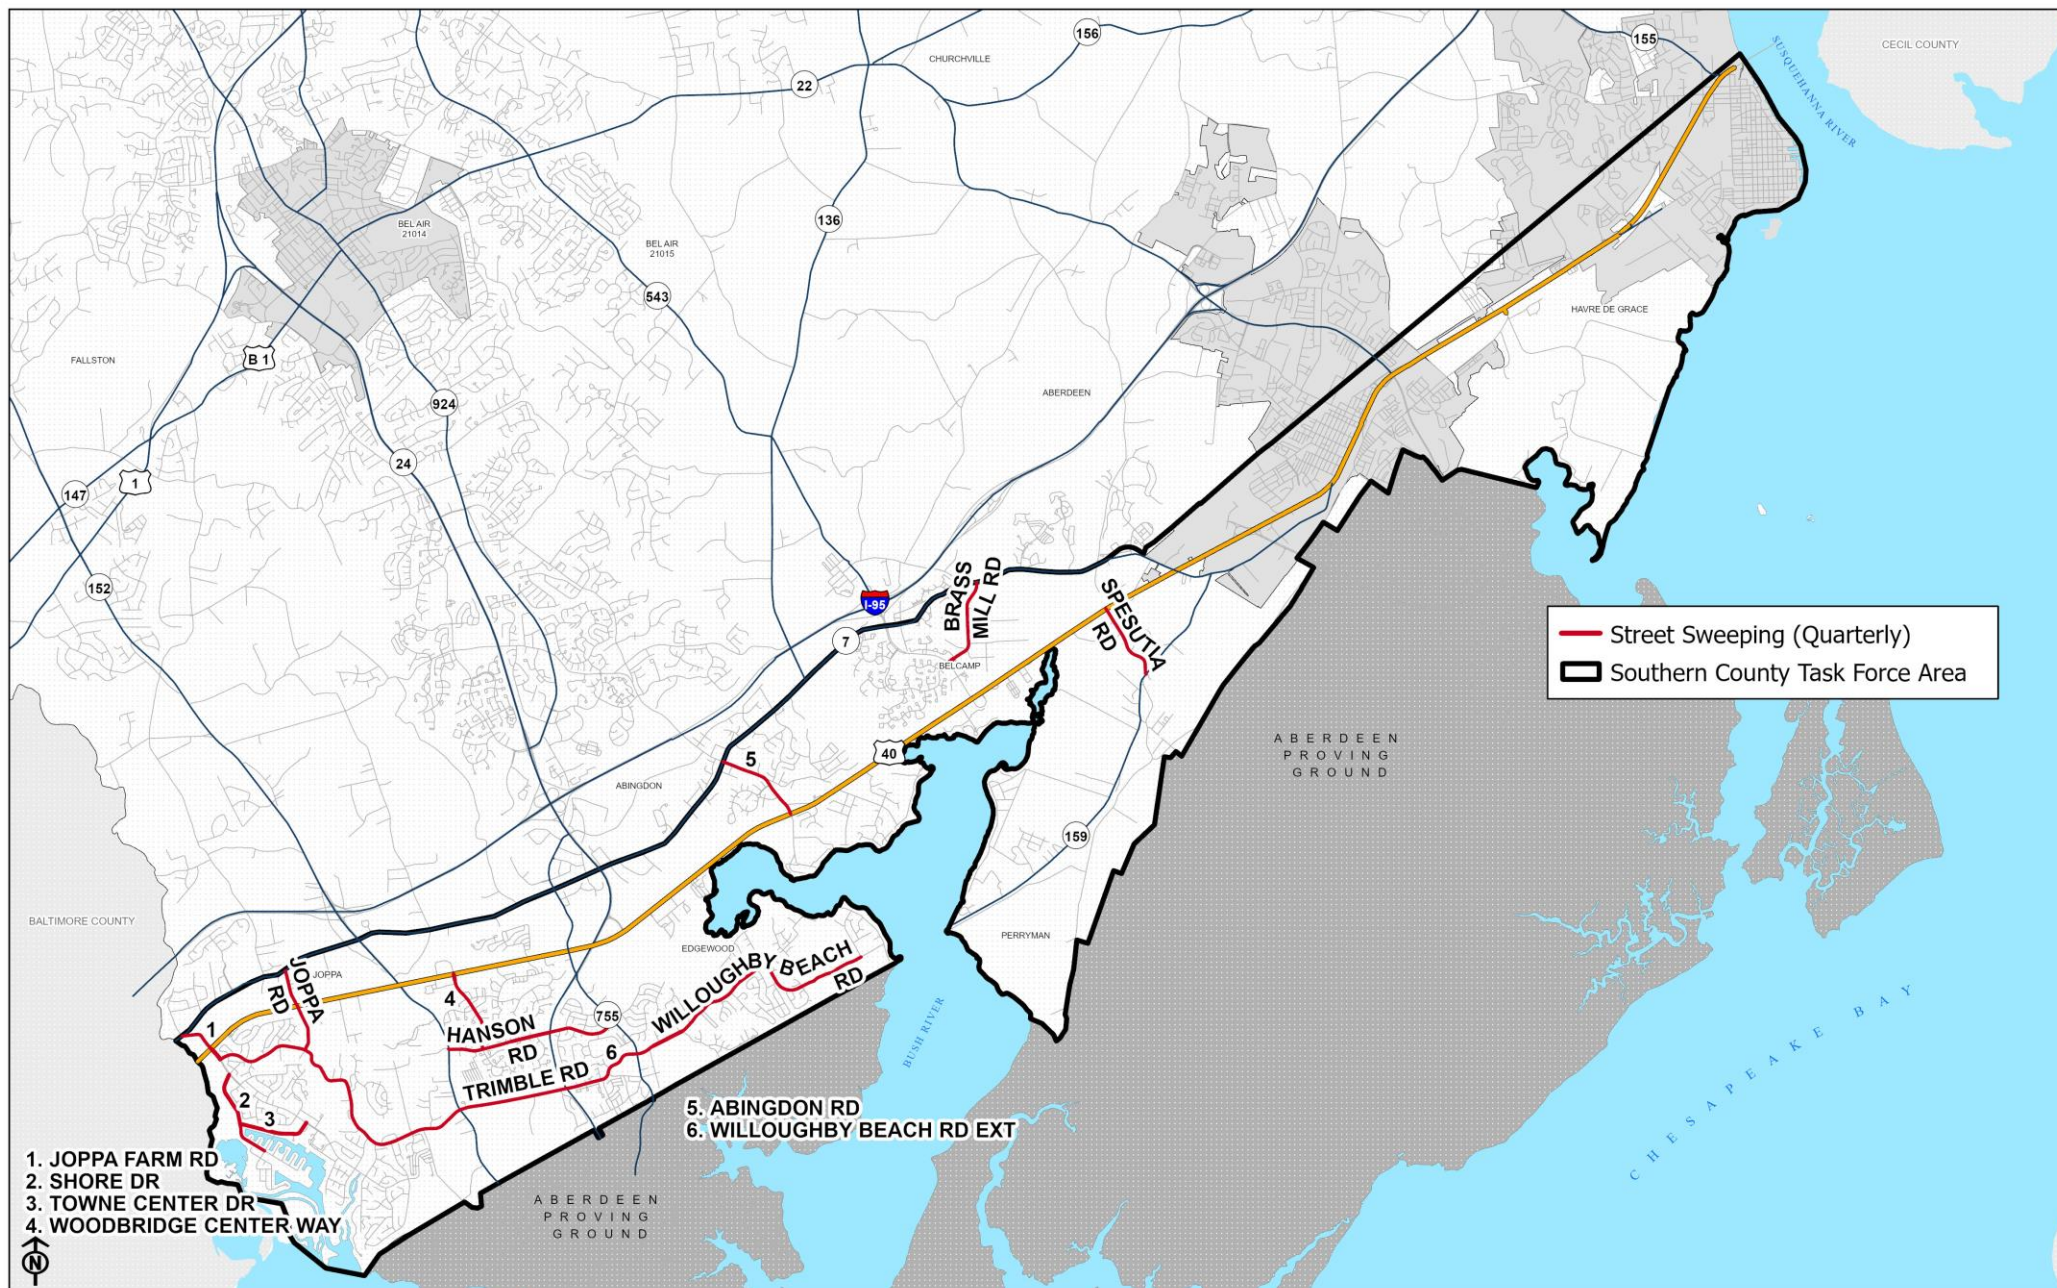 156
155
CECIL COUNTY
CHURCHVILLE
22
SUSQUEHANNA RIVER
136
BEL AIR
21014
BEL AIR
21015
543
HAVRE DE GRACE
FALLSTON
B 1
ABERDEEN
924
24
1
147
152
I-95
BRASS
MILL RD
SPESUTIA
RD
7
BELCAMP
Street Sweeping (Quarterly)
Southern County Task Force Area
ABERDEEN
PROVING
GROUND
40
5
ABINGDON
159
BALTIMORE COUNTY
PERRYMAN
EDGEWOOD
JOPPA
JOPPA
RD
WILLOUGHBY BEACH
RD
4
HANSON
RD
755
1
6
TRIMBLE RD
BUSH RIVER
CHESAPEAKE BAY
2
3
5. ABINGDON RD
6. WILLOUGHBY BEACH RD EXT
1. JOPPA FARM RD
2. SHORE DR
3. TOWNE CENTER DR
4. WOODBRIDGE CENTER WAY
ABERDEEN
PROVING
GROUND
N